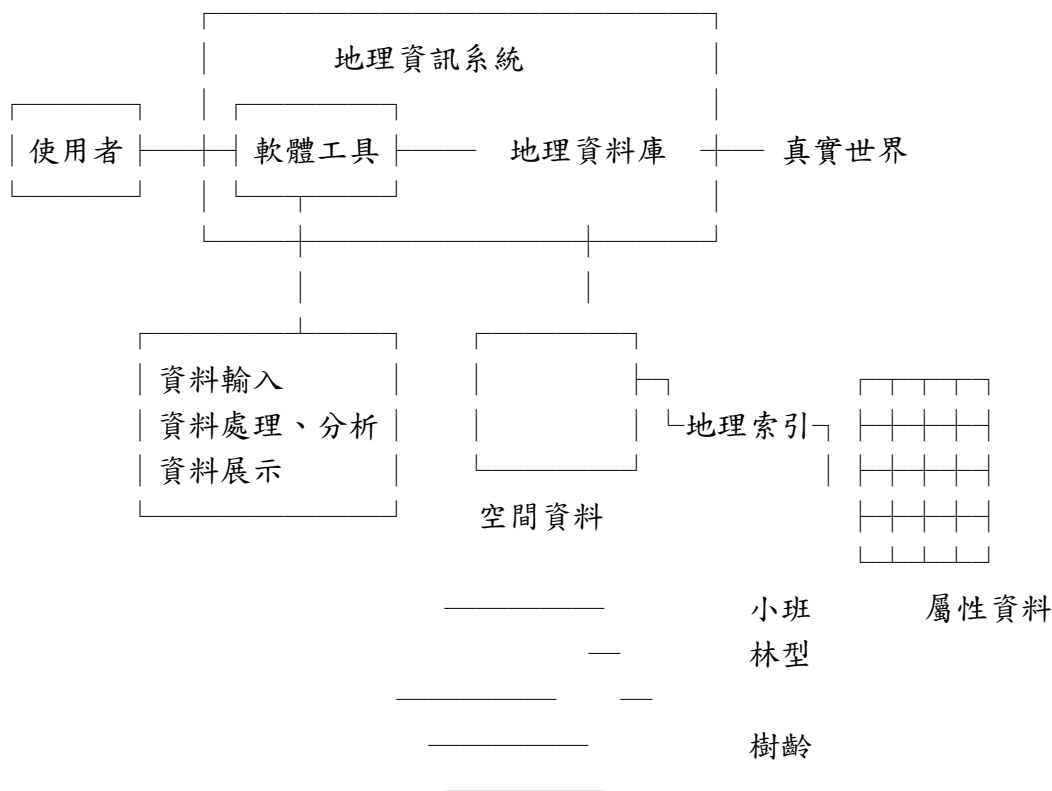 地理資訊系統
使用者 軟體工具 地理資料庫 真實世界
資料輸入
資料處理、分析 地理索引
資料展示
空間資料
小班 屬性資料
林型
樹齡